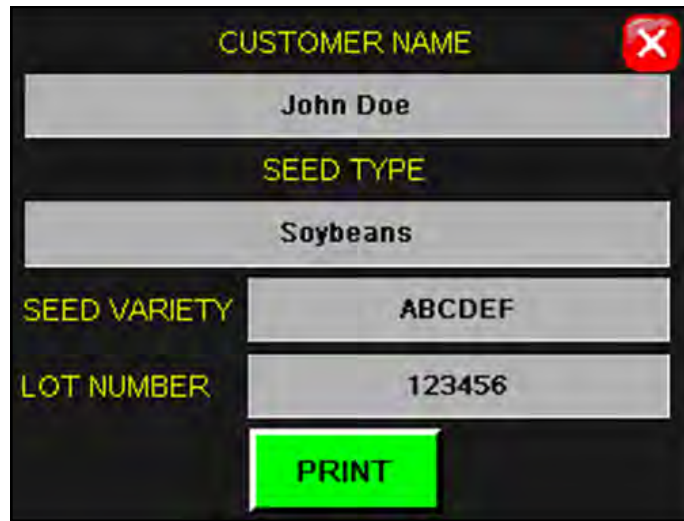 CUSTOMER NAME
John Doe
SEED TYPE
Soybeans
SEED VARIETY ABCDEF
LOT NUMBER 123456
PRINT